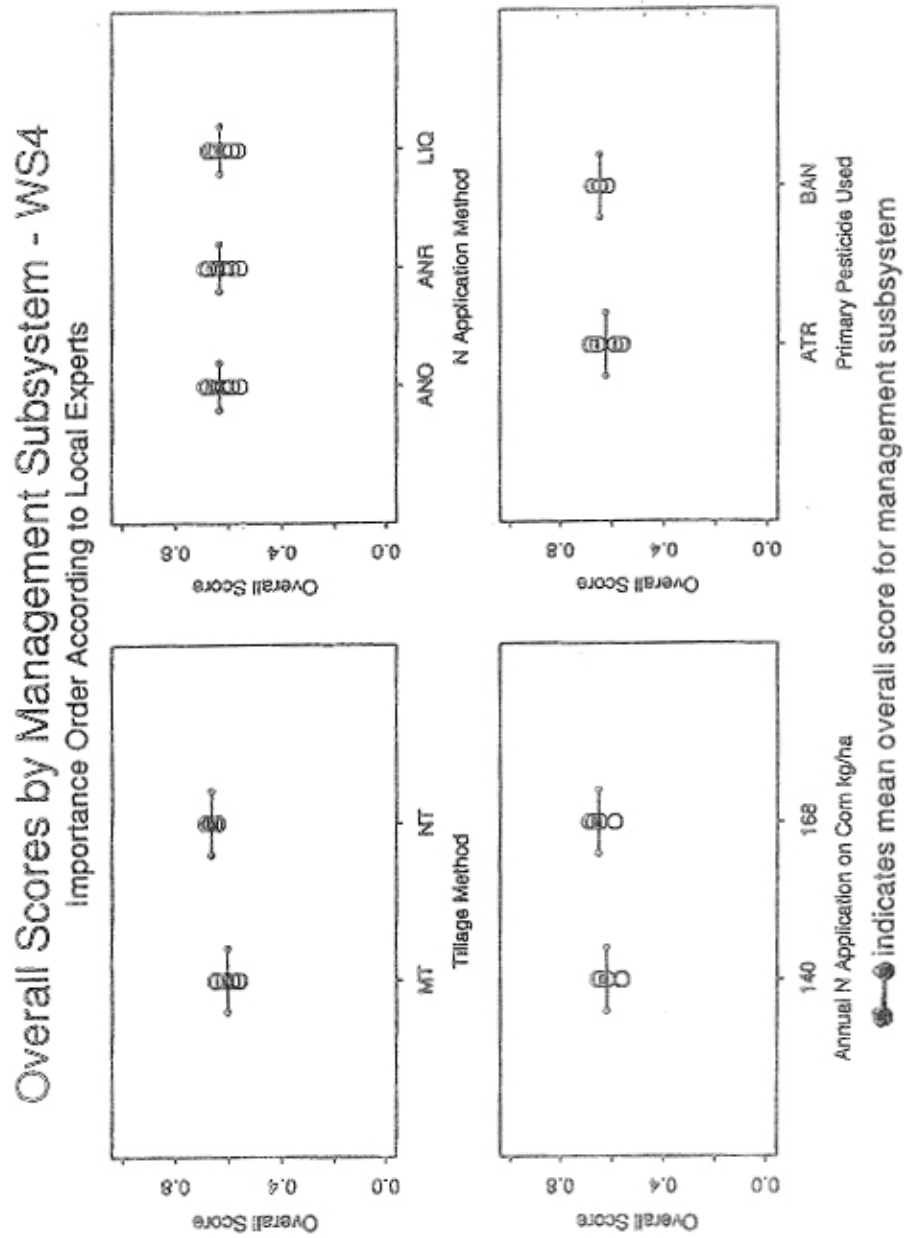 Overall Scores by Management Subsystem - WS4
Importance Order According to Local Experts
Overall Score
0.8
0.4
0.0
MT
NT
Tillage Method
Overall Score
0.8
0.4
0.0
ANO
ANR
LIQ
N Application Method
Overall Score
0.8
0.4
0.0
140
168
Annual N Application on Corn kg/ha
Overall Score
0.8
0.4
0.0
ATR
BAN
Primary Pesticide Used
indicates mean overall score for management susbsystem